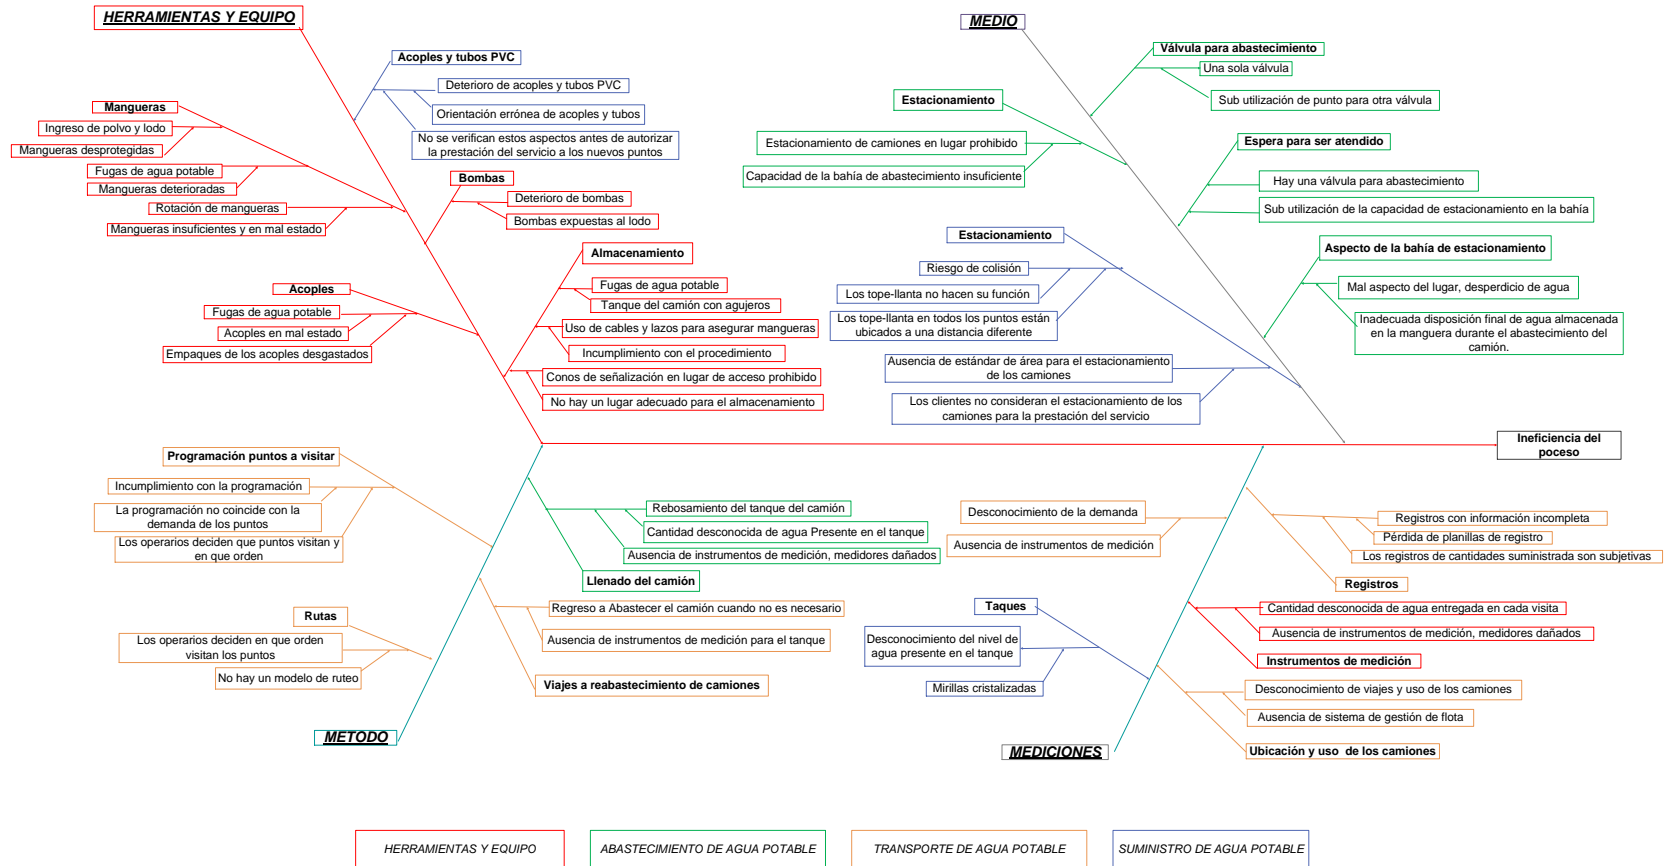 HERRAMIENTAS Y EQUIPO
Acoples y tubos PVC
Deterioro de acoples y tubos PVC
Orientación errónea de acoples y tubos
No se verifican estos aspectos antes de autorizar
la prestación del servicio a los nuevos puntos
Mangueras
Ingreso de polvo y lodo
Mangueras desprotegidas
Fugas de agua potable
Mangueras deterioradas
Rotación de mangueras
Mangueras insuficientes y en mal estado
Bombas
Deterioro de bombas
Bombas expuestas al lodo
Almacenamiento
Fugas de agua potable
Tanque del camión con agujeros
Uso de cables y lazos para asegurar mangueras
Incumplimiento con el procedimiento
Conos de señalización en lugar de acceso prohibido
No hay un lugar adecuado para el almacenamiento
Acoples
Fugas de agua potable
Acoples en mal estado
Empaques de los acoples desgastados
MEDIO
Válvula para abastecimiento
Una sola válvula
Sub utilización de punto para otra válvula
Estacionamiento
Estacionamiento de camiones en lugar prohibido
Capacidad de la bahía de abastecimiento insuficiente
Espera para ser atendido
Hay una válvula para abastecimiento
Sub utilización de la capacidad de estacionamiento en la bahía
Estacionamiento
Riesgo de colisión
Los tope-llanta no hacen su función
Los tope-llanta en todos los puntos están
ubicados a una distancia diferente
Ausencia de estándar de área para el estacionamiento
de los camiones
Los clientes no consideran el estacionamiento de los
camiones para la prestación del servicio
Aspecto de la bahía de estacionamiento
Mal aspecto del lugar, desperdicio de agua
Inadecuada disposición final de agua almacenada
en la manguera durante el abastecimiento del
camión.
Ineficiencia del
poceso
Programación puntos a visitar
Incumplimiento con la programación
La programación no coincide con la
demanda de los puntos
Los operarios deciden que puntos visitan y
en que orden
Rebosamiento del tanque del camión
Cantidad desconocida de agua Presente en el tanque
Ausencia de instrumentos de medición, medidores dañados
Llenado del camión
Rutas
Los operarios deciden en que orden
visitan los puntos
No hay un modelo de ruteo
Regreso a Abastecer el camión cuando no es necesario
Ausencia de instrumentos de medición para el tanque
Viajes a reabastecimiento de camiones
METODO
Desconocimiento de la demanda
Ausencia de instrumentos de medición
Registros con información incompleta
Pérdida de planillas de registro
Los registros de cantidades suministrada son subjetivas
Registros
Taques
Desconocimiento del nivel de
agua presente en el tanque
Mirillas cristalizadas
Cantidad desconocida de agua entregada en cada visita
Ausencia de instrumentos de medición, medidores dañados
Instrumentos de medición
Desconocimiento de viajes y uso de los camiones
Ausencia de sistema de gestión de flota
Ubicación y uso de los camiones
MEDICIONES
HERRAMIENTAS Y EQUIPO
ABASTECIMIENTO DE AGUA POTABLE
TRANSPORTE DE AGUA POTABLE
SUMINISTRO DE AGUA POTABLE